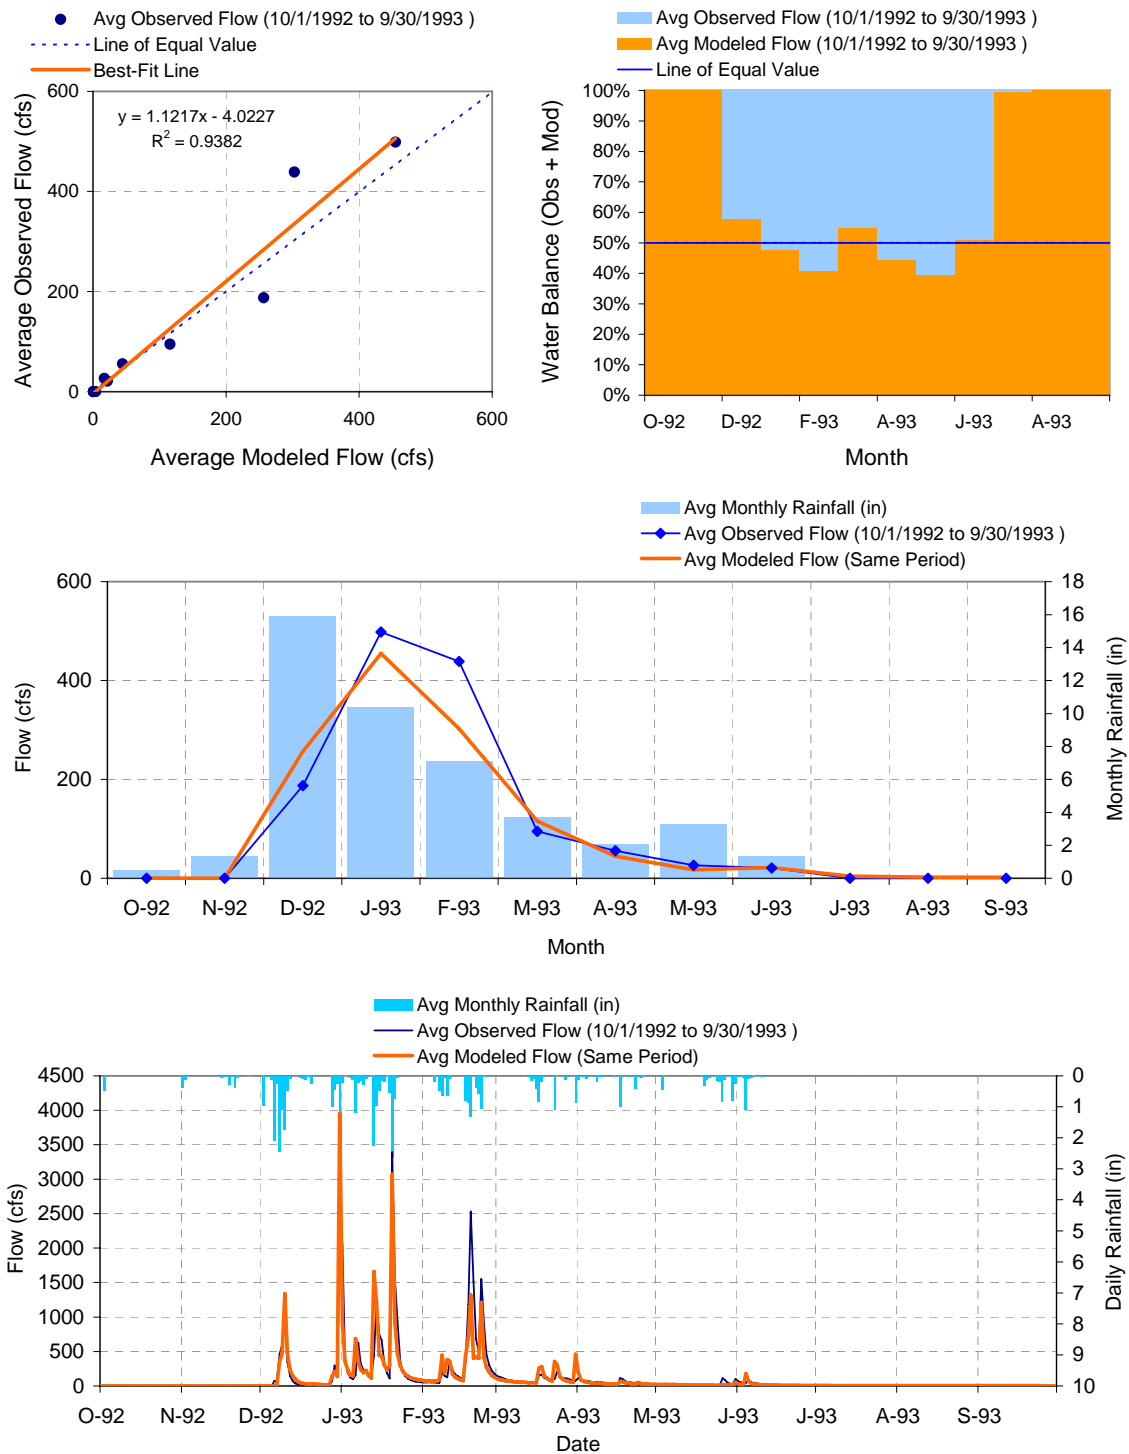 Avg Observed Flow (10/1/1992 to 9/30/1993 )
Line of Equal Value
Best-Fit Line
Average Observed Flow (cfs)
600
400
200
0
y = 1.1217x - 4.0227
R2 = 0.9382
0 200 400 600
Average Modeled Flow (cfs)
Avg Observed Flow (10/1/1992 to 9/30/1993 )
Avg Modeled Flow (10/1/1992 to 9/30/1993 )
Line of Equal Value
Water Balance (Obs + Mod)
100%
90%
80%
70%
60%
50%
40%
30%
20%
10%
0%
O-92 D-92 F-93 A-93 J-93 A-93
Month
Avg Monthly Rainfall (in)
Avg Observed Flow (10/1/1992 to 9/30/1993 )
Avg Modeled Flow (Same Period)
Flow (cfs)
600
400
200
0
18
16
14
12
10
8
6
4
2
0
Monthly Rainfall (in)
O-92 N-92 D-92 J-93 F-93 M-93 A-93 M-93 J-93 J-93 A-93 S-93
Month
Avg Monthly Rainfall (in)
Avg Observed Flow (10/1/1992 to 9/30/1993 )
Avg Modeled Flow (Same Period)
Flow (cfs)
4500
4000
3500
3000
2500
2000
1500
1000
500
0
0
1
2
3
4
5
6
7
8
9
10
Daily Rainfall (in)
O-92 N-92 D-92 J-93 F-93 M-93 A-93 M-93 J-93 J-93 A-93 S-93
Date